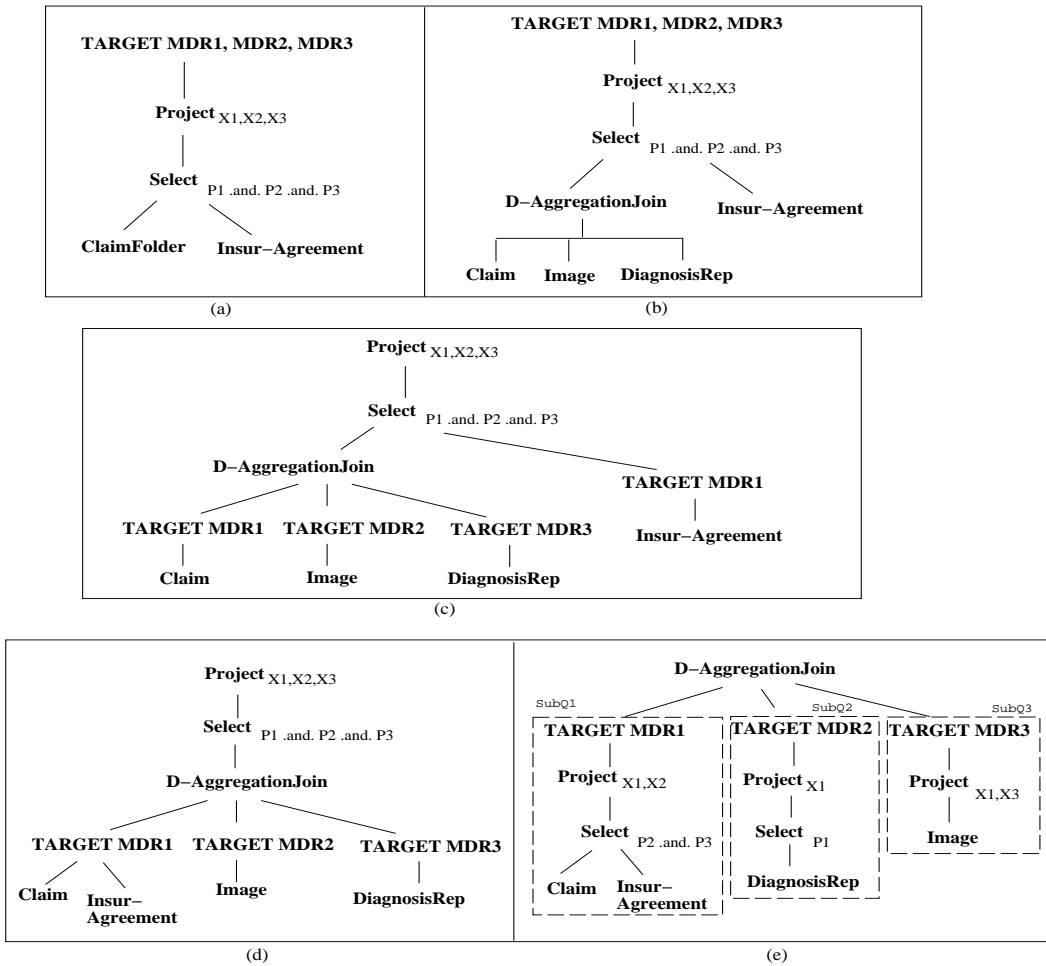 TARGET MDR1, MDR2, MDR3
Project X1,X2,X3
Select P1 .and. P2 .and. P3
ClaimFolder
Insur−Agreement
(a)
TARGET MDR1, MDR2, MDR3
Project X1,X2,X3
Select P1 .and. P2 .and. P3
D−AggregationJoin
Insur−Agreement
Claim
Image
DiagnosisRep
(b)
Project X1,X2,X3
Select P1 .and. P2 .and. P3
D−AggregationJoin
TARGET MDR1
TARGET MDR1
TARGET MDR2
TARGET MDR3
Insur−Agreement
Claim
Image
DiagnosisRep
(c)
Project X1,X2,X3
Select P1 .and. P2 .and. P3
D−AggregationJoin
TARGET MDR1
TARGET MDR2
TARGET MDR3
Claim
Insur−
Agreement
Image
DiagnosisRep
(d)
D−AggregationJoin
SubQ1
SubQ2
SubQ3
TARGET MDR1
TARGET MDR2
TARGET MDR3
Project X1,X2
Project X1
Project X1,X3
Select P2 .and. P3
Select P1
Image
Claim
Insur−
Agreement
DiagnosisRep
(e)